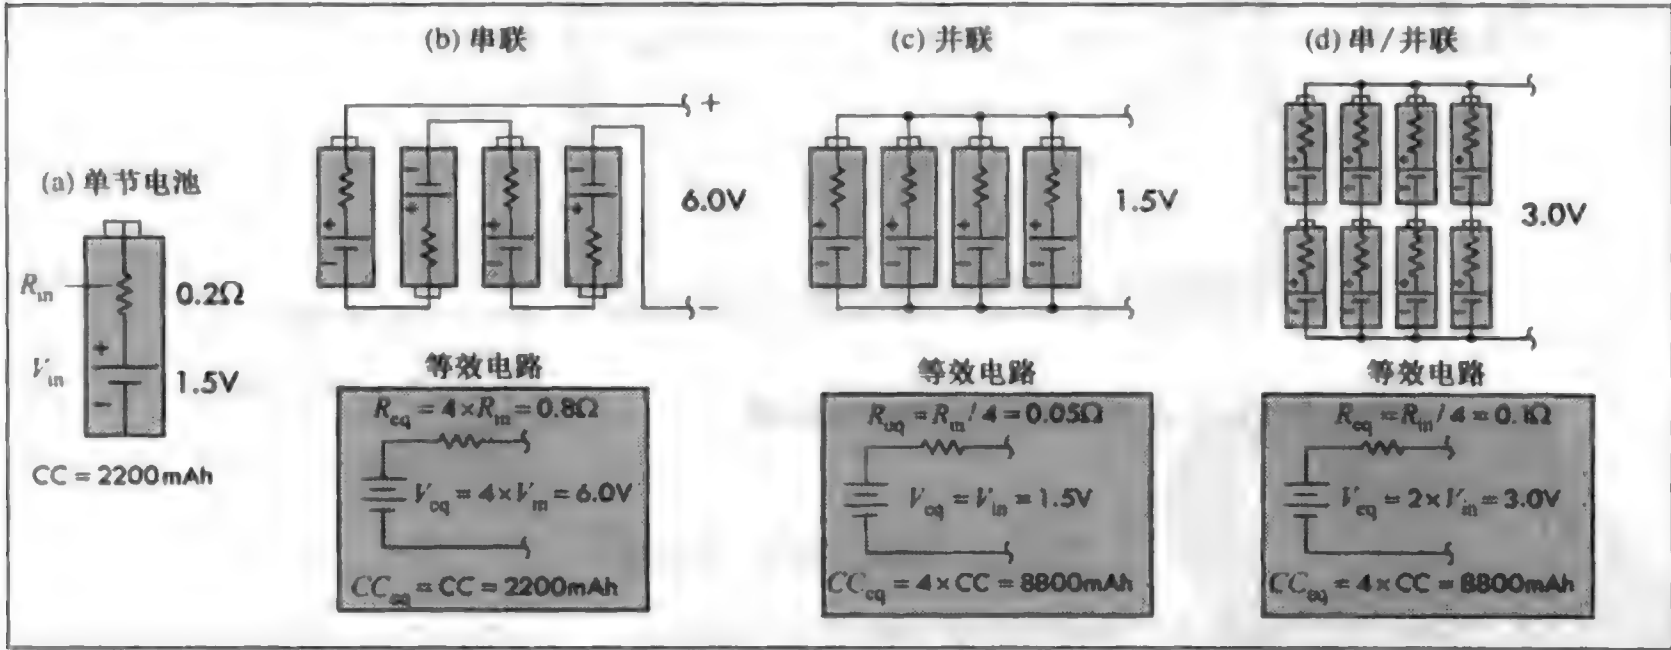 (a) 单节电池
R_in
0.2Ω
V_in
1.5V
CC = 2200mAh
(b) 串联
+
6.0V
−
等效电路
R_eq = 4×R_in = 0.8Ω
V_eq = 4×V_in = 6.0V
CC_eq = CC = 2200mAh
(c) 并联
1.5V
等效电路
R_eq = R_in/4 = 0.05Ω
V_eq = V_in = 1.5V
CC_eq = 4×CC = 8800mAh
(d) 串/并联
3.0V
等效电路
R_eq = R_in/4 = 0.1Ω
V_eq = 2×V_in = 3.0V
CC_eq = 4×CC = 8800mAh